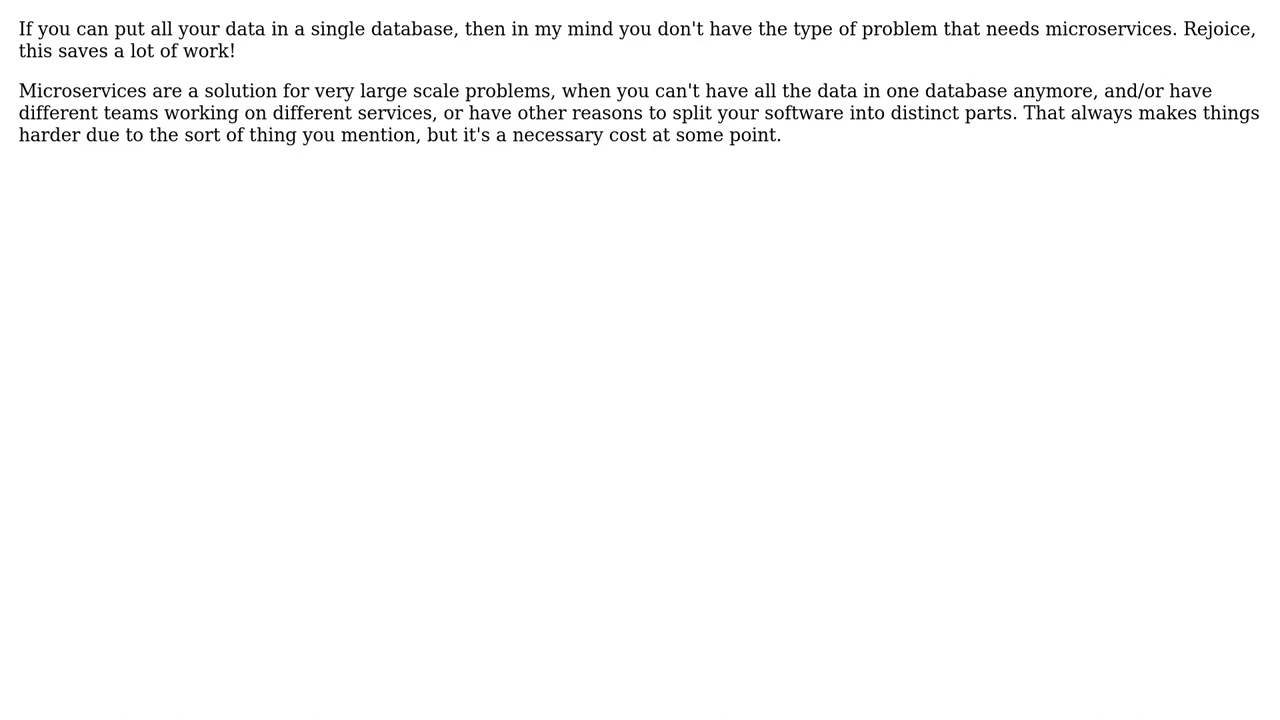 If you can put all your data in a single database, then in my mind you don't have the type of problem that needs microservices. Rejoice,
this saves a lot of work!
Microservices are a solution for very large scale problems, when you can't have all the data in one database anymore, and/or have
different teams working on different services, or have other reasons to split your software into distinct parts. That always makes things
harder due to the sort of thing you mention, but it's a necessary cost at some point.